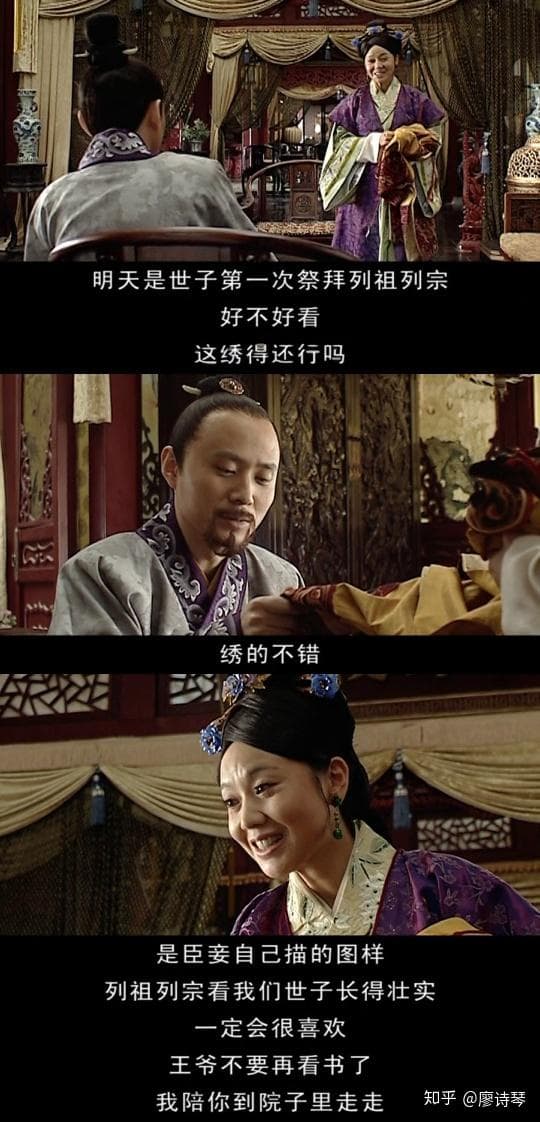 明天是世子第一次祭拜列祖列宗
好不好看
这绣得还行吗
绣的不错
是臣妾自己描的图样
列祖列宗看我们世子长得壮实
一定会很喜欢
王爷不要再看书了
我陪你到院子里走走
知乎 @廖诗琴